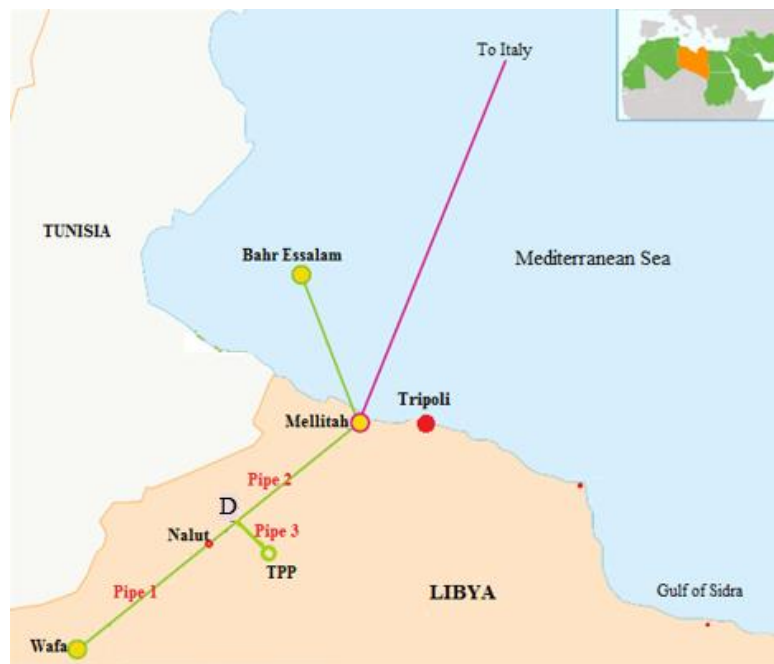 To Italy
TUNISIA
Bahr Essalam
Mediterranean Sea
Tripoli
Mellitah
Pipe 2
D
Pipe 3
Nalut
TPP
Pipe 1
LIBYA
Gulf of Sidra
Wafa